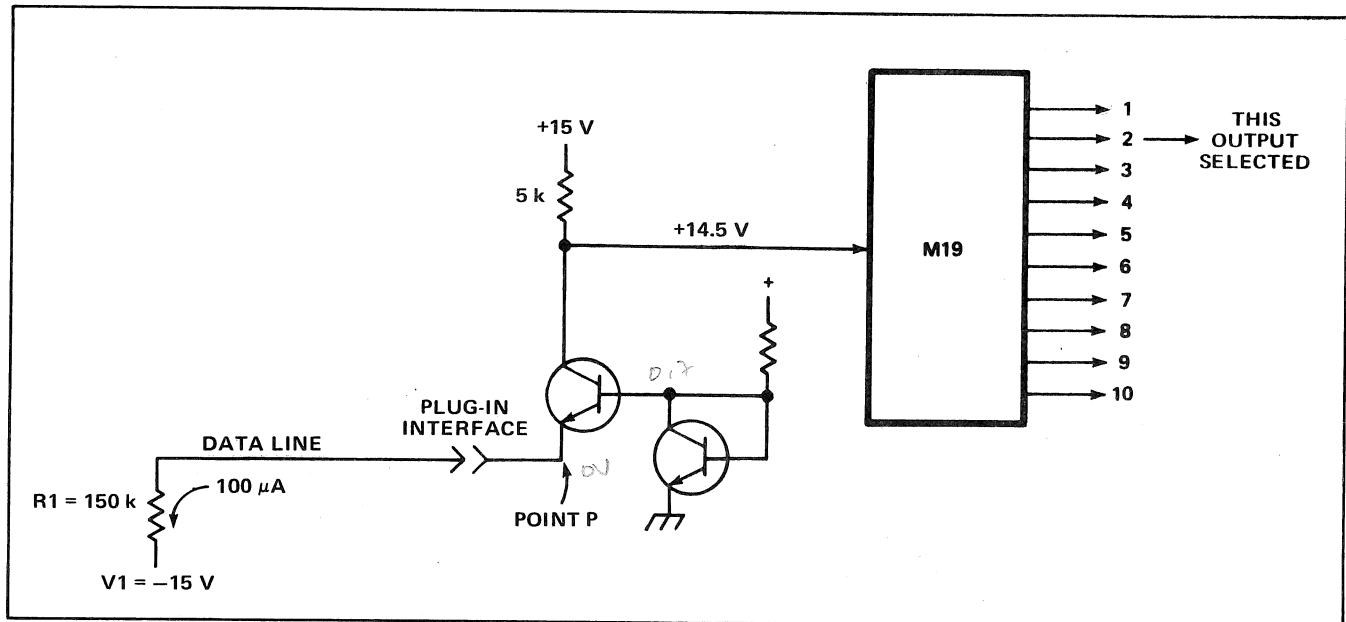 +15 V
5 k
+14.5 V
M19
1
2
3
4
5
6
7
8
9
10
THIS
OUTPUT
SELECTED
+
0,7
PLUG-IN
INTERFACE
DATA LINE
0V
POINT P
R1 = 150 k
100 µA
V1 = −15 V